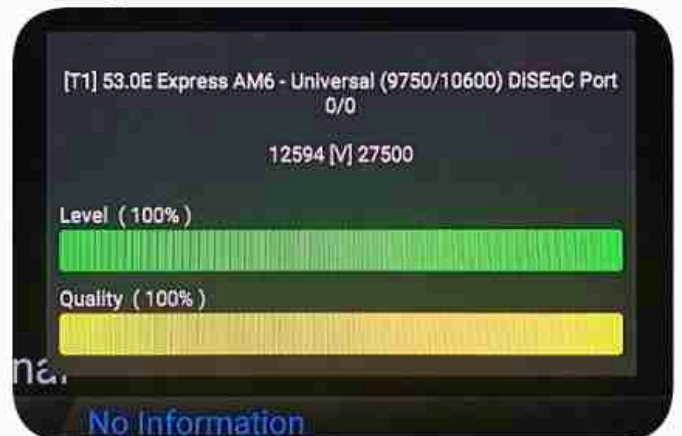 [T1] 53.0E Express AM6 - Universal (9750/10600) DiSEqC Port
0/0
12594 [V] 27500
Level ( 100% )
Quality ( 100% )
No Information